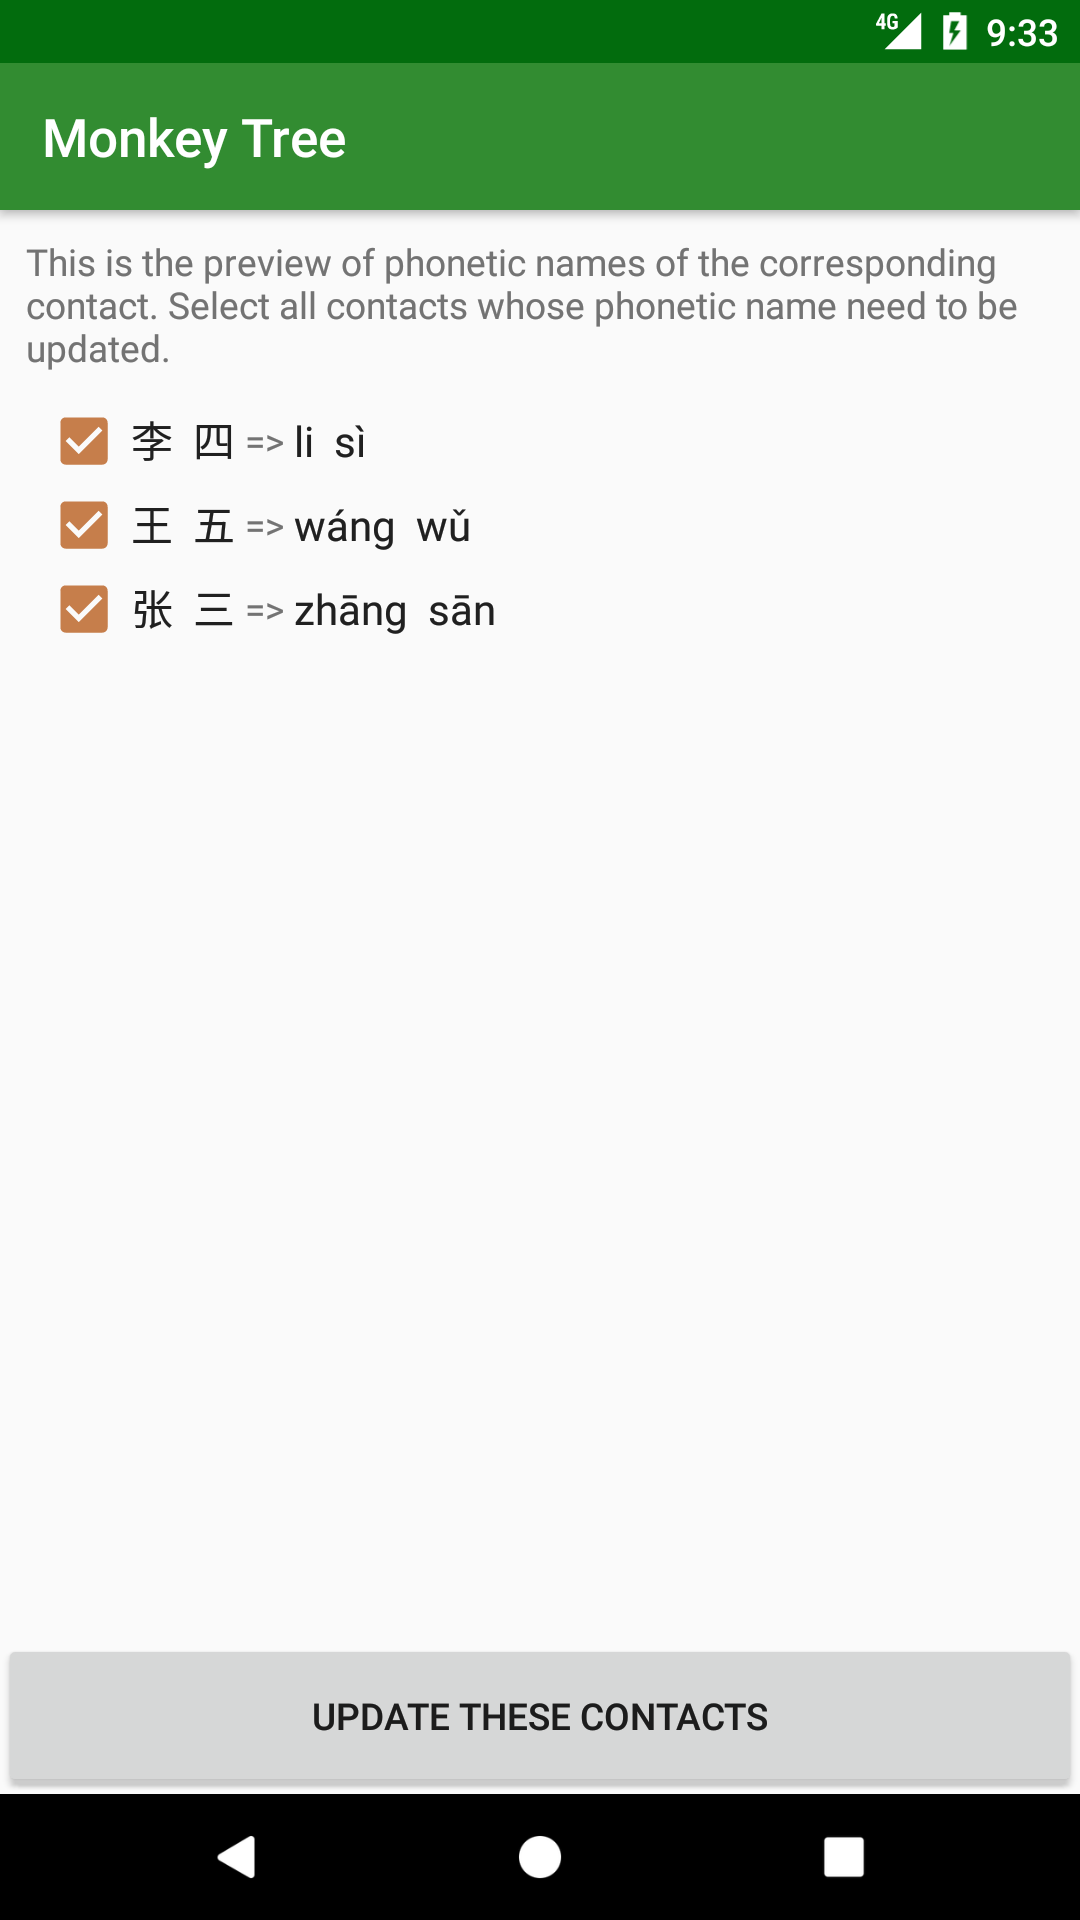 4G 9:33
Monkey Tree
This is the preview of phonetic names of the corresponding
contact. Select all contacts whose phonetic name need to be
updated.
李 四 => li sì
王 五 => wáng wǔ
张 三 => zhāng sān
UPDATE THESE CONTACTS